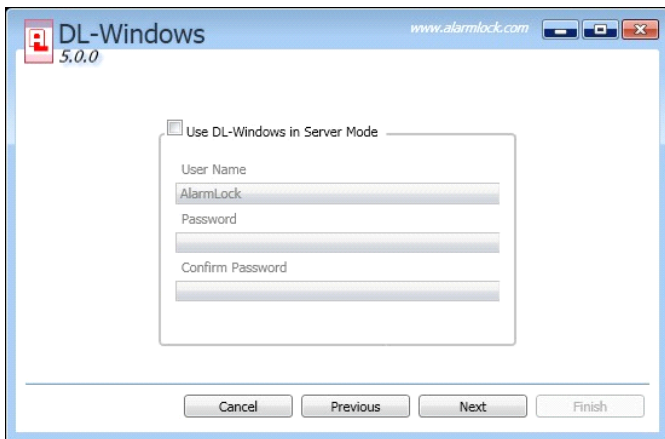 DL-Windows
www.alarmlock.com
5.0.0
Use DL-Windows in Server Mode
User Name
AlarmLock
Password
Confirm Password
Cancel Previous Next Finish